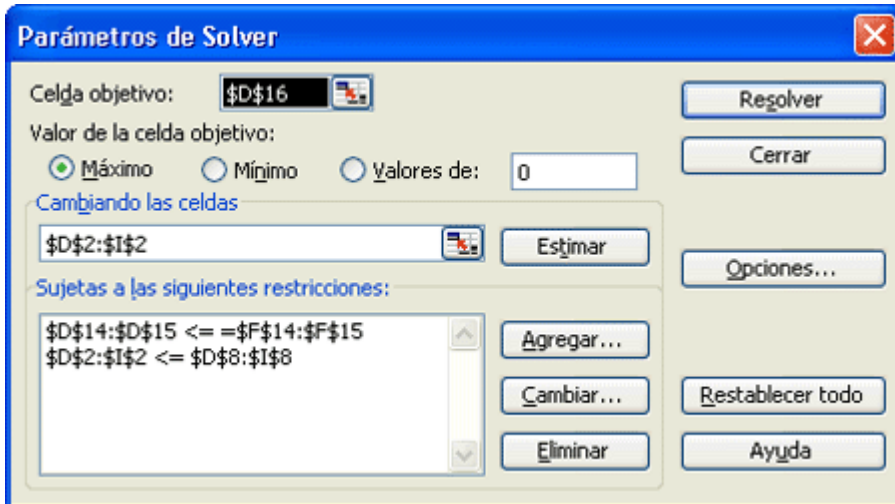 Parámetros de Solver
Celda objetivo: $D$16
Resolver
Valor de la celda objetivo:
Máximo Mínimo Valores de: 0
Cerrar
Cambiando las celdas
$D$2:$I$2 Estimar
Opciones...
Sujetas a las siguientes restricciones:
$D$14:$D$15 <= =$F$14:$F$15
$D$2:$I$2 <= $D$8:$I$8
Agregar...
Cambiar...
Restablecer todo
Eliminar
Ayuda